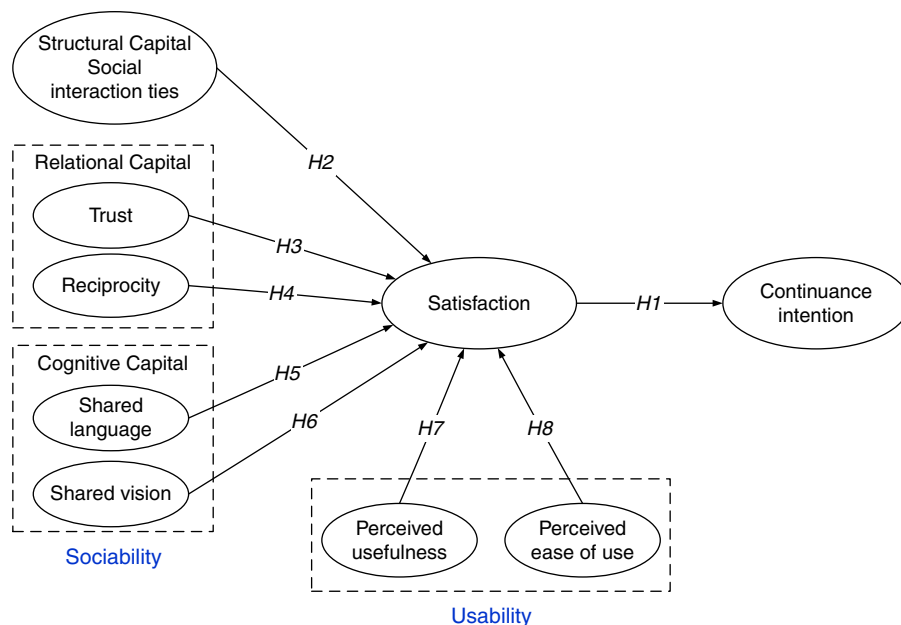 Structural Capital
Social
interaction ties
H2
Relational Capital
Trust
H3
Reciprocity
H4
Satisfaction
H1
Continuance
intention
Cognitive Capital
Shared
language
H5
H6
Shared vision
H7
H8
Perceived
usefulness
Perceived
ease of use
Sociability
Usability